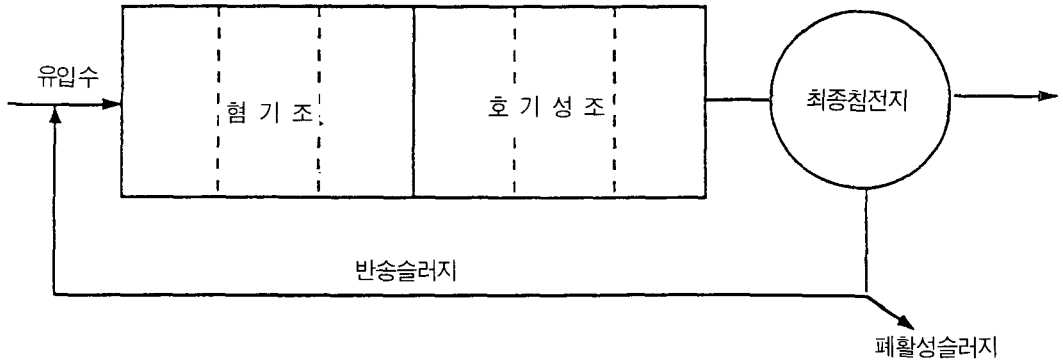 유입수
혐 기 조
호 기 성 조
최종침전지
반송슬러지
폐활성슬러지